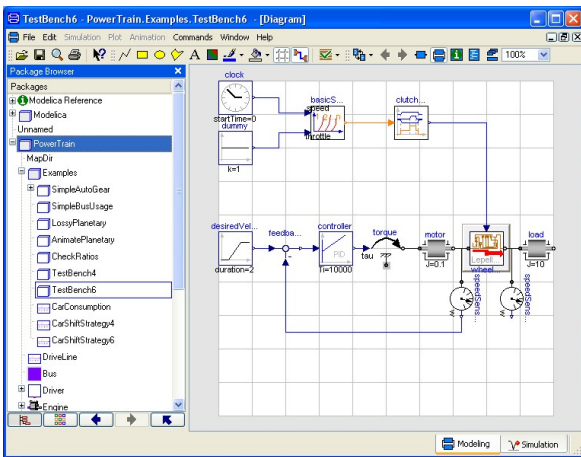 TestBench6 - PowerTrain.Examples.TestBench6 - [Diagram]
File Edit Simulation Plot Animation Commands Window Help
100%
Package Browser
Packages
Modelica Reference
Modelica
Unnamed
PowerTrain
MapDir
Examples
SimpleAutoGear
SimpleBusUsage
LossyPlanetary
AnimatePlanetary
CheckRatios
TestBench4
TestBench6
CarConsumption
CarShiftStrategy4
CarShiftStrategy6
DriveLine
Bus
Driver
Engine
clock
startTime=0
dummy
k=1
basicS...
speed
throttle
clutch...
desiredVel...
duration=2
feedba...
controller
PID
Ti=10000
torque
tau
motor
J=0.1
Lepell...
wheel...
load
J=10
speedSens...
w
speedSens...
w
Modeling
Simulation